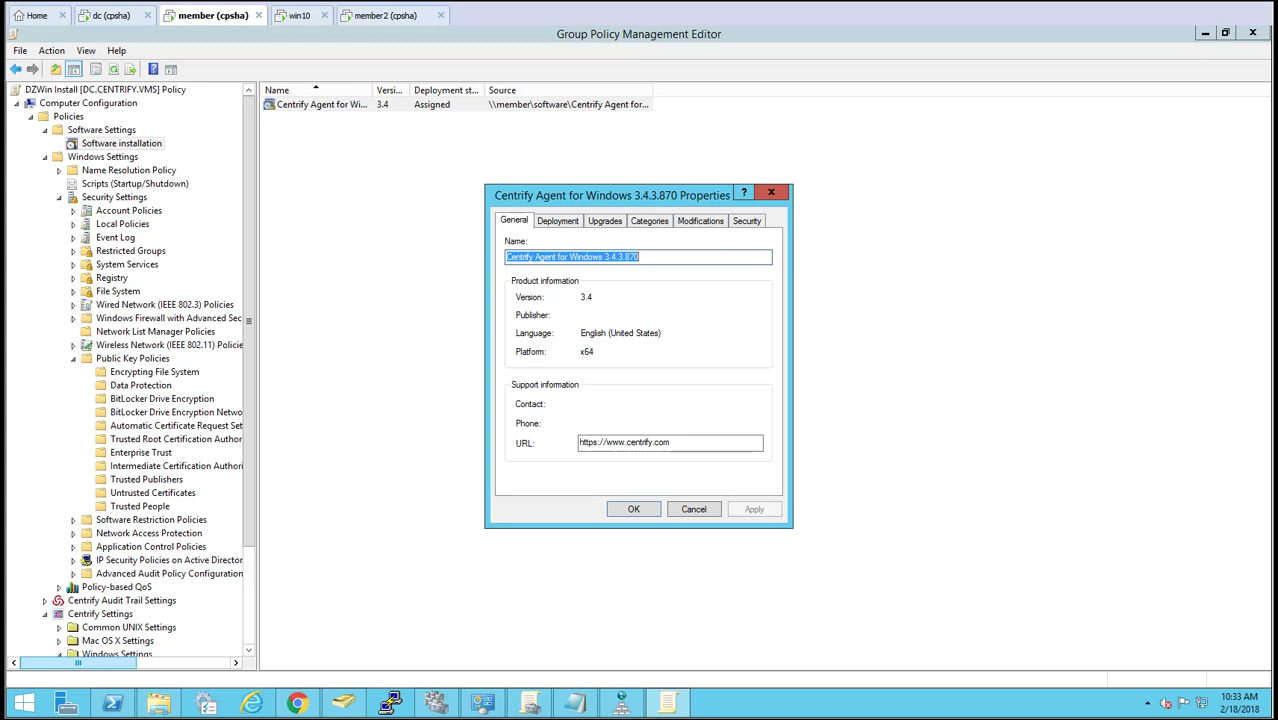 Home
dc (cpsha)
member (cpsha)
win10
member2 (cpsha)
Group Policy Management Editor
File Action View Help
DZWin Install [DC.CENTRIFY.VMS] Policy
Computer Configuration
Policies
Software Settings
Software installation
Windows Settings
Name Resolution Policy
Scripts (Startup/Shutdown)
Security Settings
Account Policies
Local Policies
Event Log
Restricted Groups
System Services
Registry
File System
Wired Network (IEEE 802.3) Policies
Windows Firewall with Advanced Sec
Network List Manager Policies
Wireless Network (IEEE 802.11) Policie
Public Key Policies
Encrypting File System
Data Protection
BitLocker Drive Encryption
BitLocker Drive Encryption Netwo
Automatic Certificate Request Set
Trusted Root Certification Author
Enterprise Trust
Intermediate Certification Authori
Trusted Publishers
Untrusted Certificates
Trusted People
Software Restriction Policies
Network Access Protection
Application Control Policies
IP Security Policies on Active Director
Advanced Audit Policy Configuration
Policy-based QoS
Centrify Audit Trail Settings
Centrify Settings
Common UNIX Settings
Mac OS X Settings
Windows Settings
Name Versi... Deployment st... Source
Centrify Agent for Wi... 3.4 Assigned \\member\software\Centrify Agent for...
Centrify Agent for Windows 3.4.3.870 Properties ?
General Deployment Upgrades Categories Modifications Security
Name:
Centrify Agent for Windows 3.4.3.870
Product information
Version: 3.4
Publisher:
Language: English (United States)
Platform: x64
Support information
Contact:
Phone:
URL: https://www.centrify.com
OK Cancel Apply
10:33 AM
2/18/2018